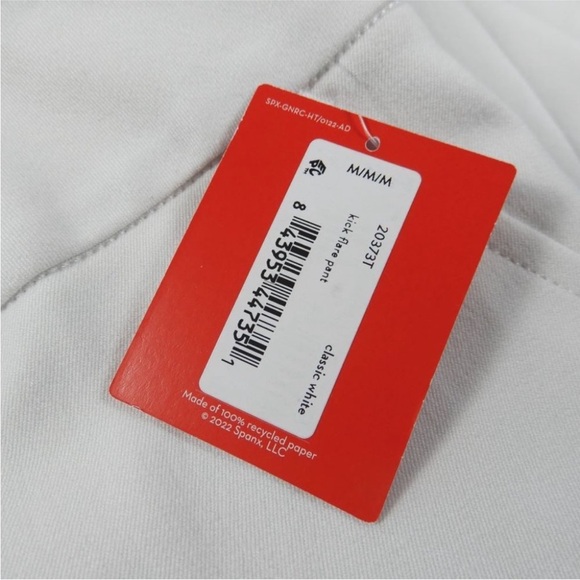 SPX-GNRC-HT/0122-AD
M/M/M
20373T
kick flare pant
classic white
8 43953 44735 1
Made of 100% recycled paper
© 2022 Spanx, LLC